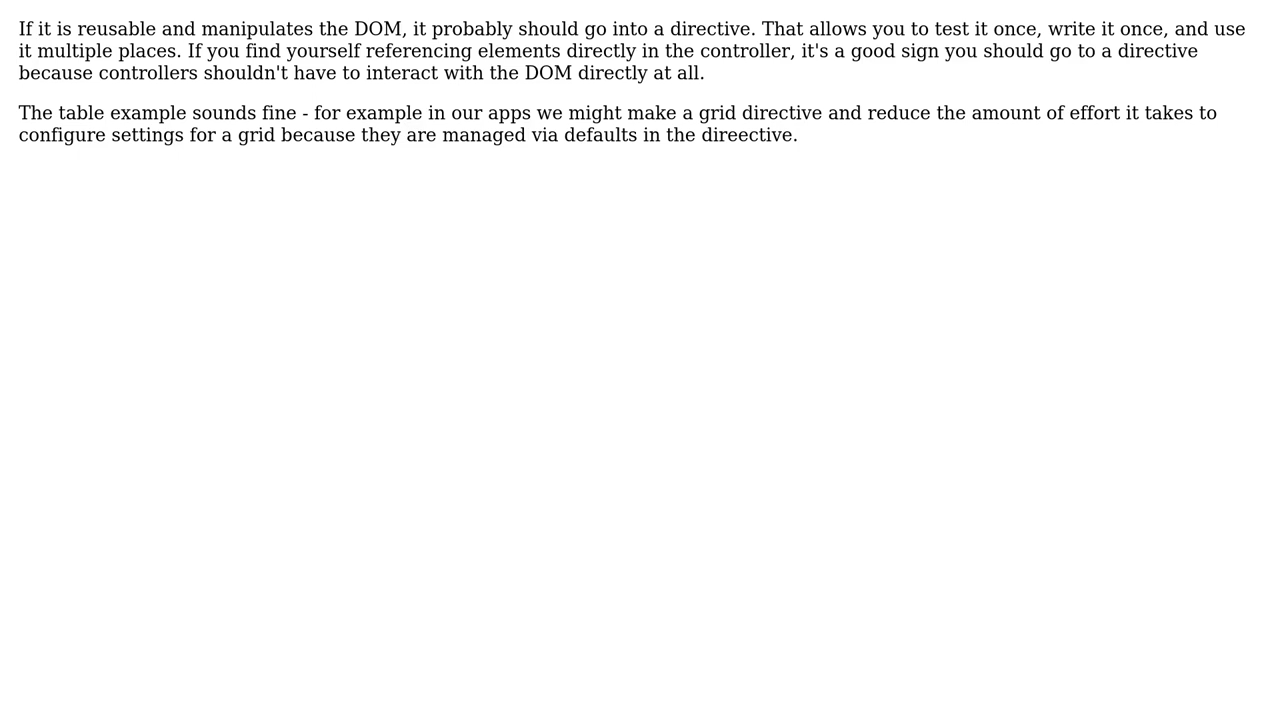 If it is reusable and manipulates the DOM, it probably should go into a directive. That allows you to test it once, write it once, and use
it multiple places. If you find yourself referencing elements directly in the controller, it's a good sign you should go to a directive
because controllers shouldn't have to interact with the DOM directly at all.
The table example sounds fine - for example in our apps we might make a grid directive and reduce the amount of effort it takes to
configure settings for a grid because they are managed via defaults in the direective.